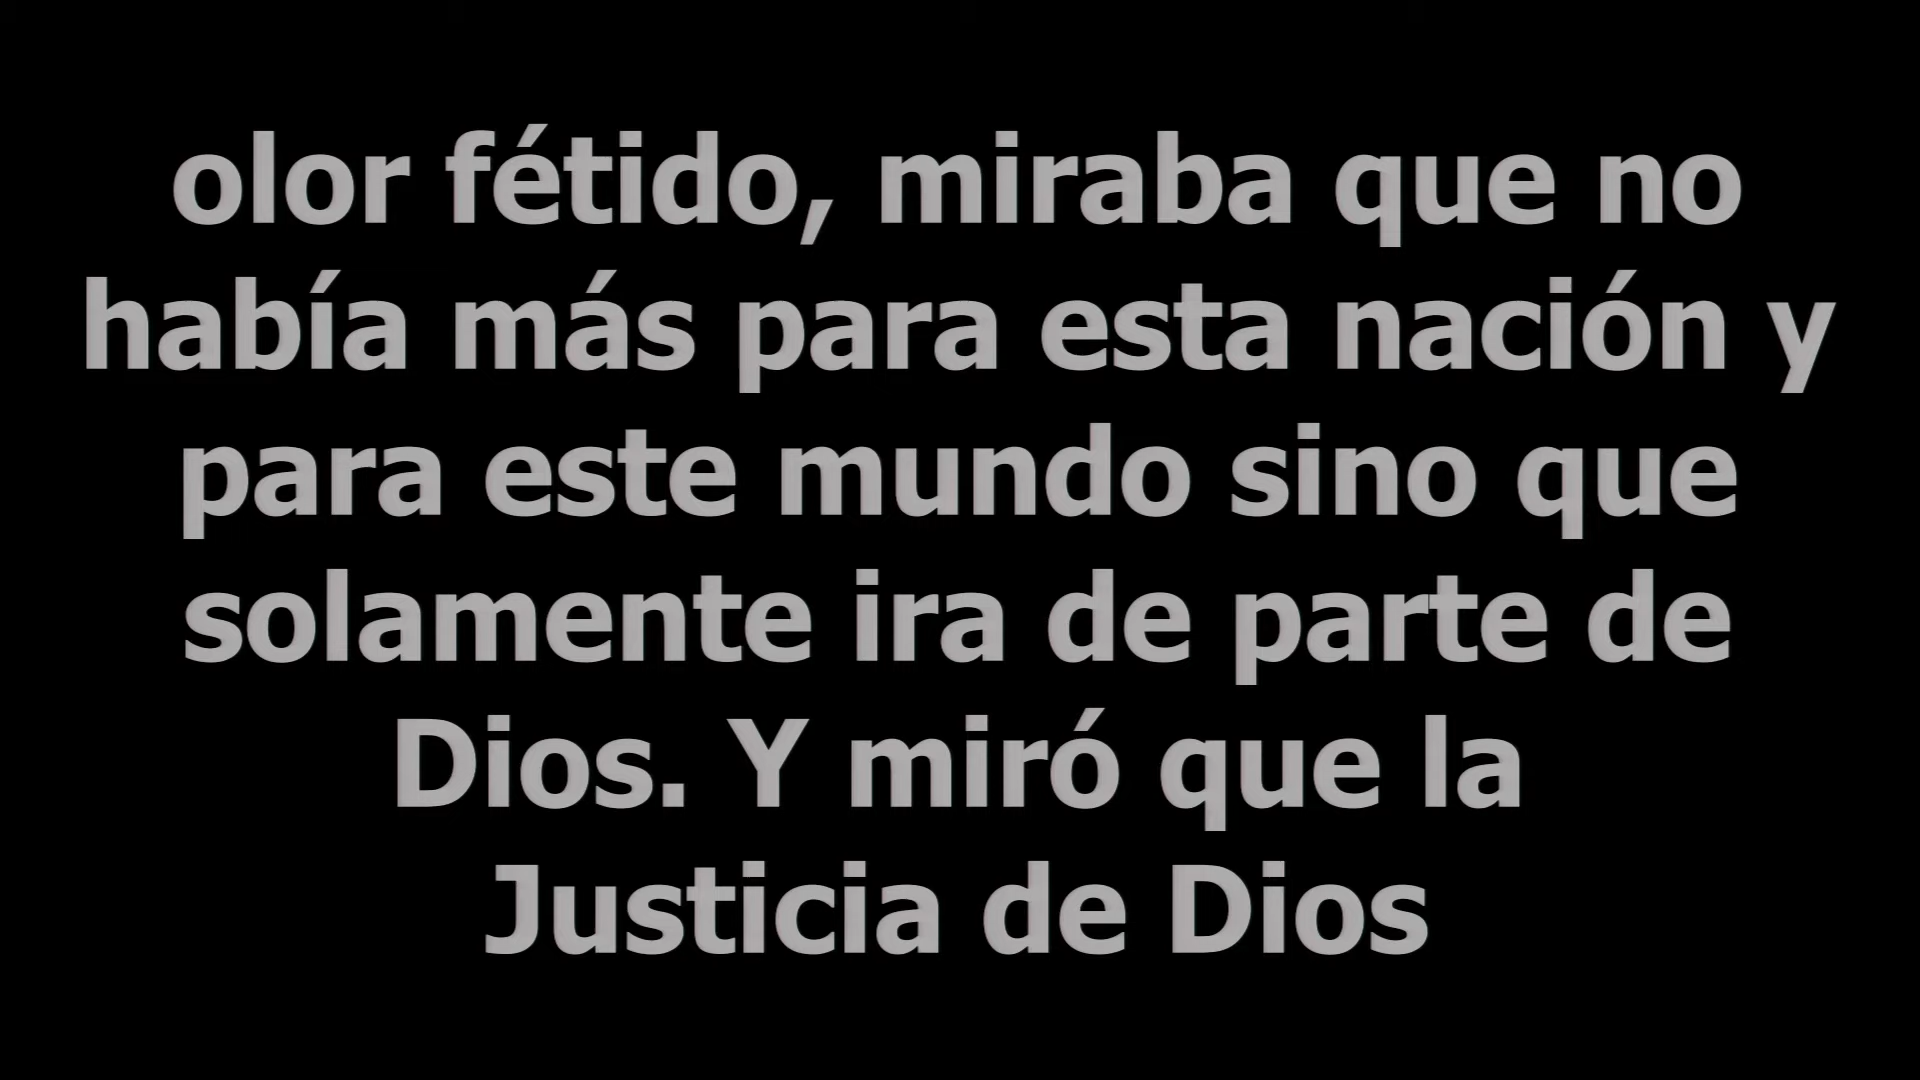 olor fétido, miraba que no
había más para esta nación y
para este mundo sino que
solamente ira de parte de
Dios. Y miró que la
Justicia de Dios